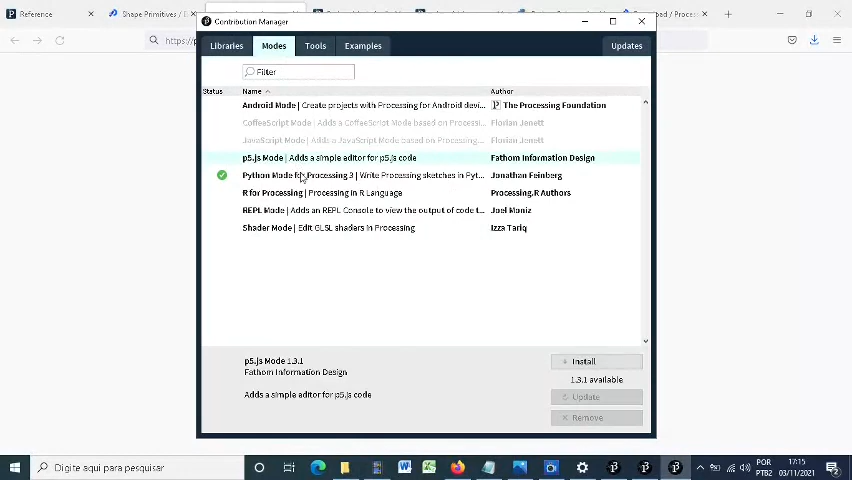 Reference
Shape Primitives / 
Contribution Manager
ad / Proces
Libraries
Modes
Tools
Examples
Updates
https://p
Filter
Status
Name
Author
Android Mode | Create projects with Processing for Android devi...
The Processing Foundation
CoffeeScript Mode | Adds a CoffeeScript Mode based on Processi...
Florian Jenett
JavaScript Mode | Adds a JavaScript Mode based on Processing...
Florian Jenett
p5.js Mode | Adds a simple editor for p5.js code
Fathom Information Design
Python Mode for Processing 3 | Write Processing sketches in Pyt...
Jonathan Feinberg
R for Processing | Processing in R Language
Processing.R Authors
REPL Mode | Adds an REPL Console to view the output of code t...
Joel Moniz
Shader Mode | Edit GLSL shaders in Processing
Izza Tariq
p5.js Mode 1.3.1
Fathom Information Design
Adds a simple editor for p5.js code
Install
1.3.1 available
Update
Remove
Digite aqui para pesquisar
POR
PTB2
17:15
03/11/2021
2